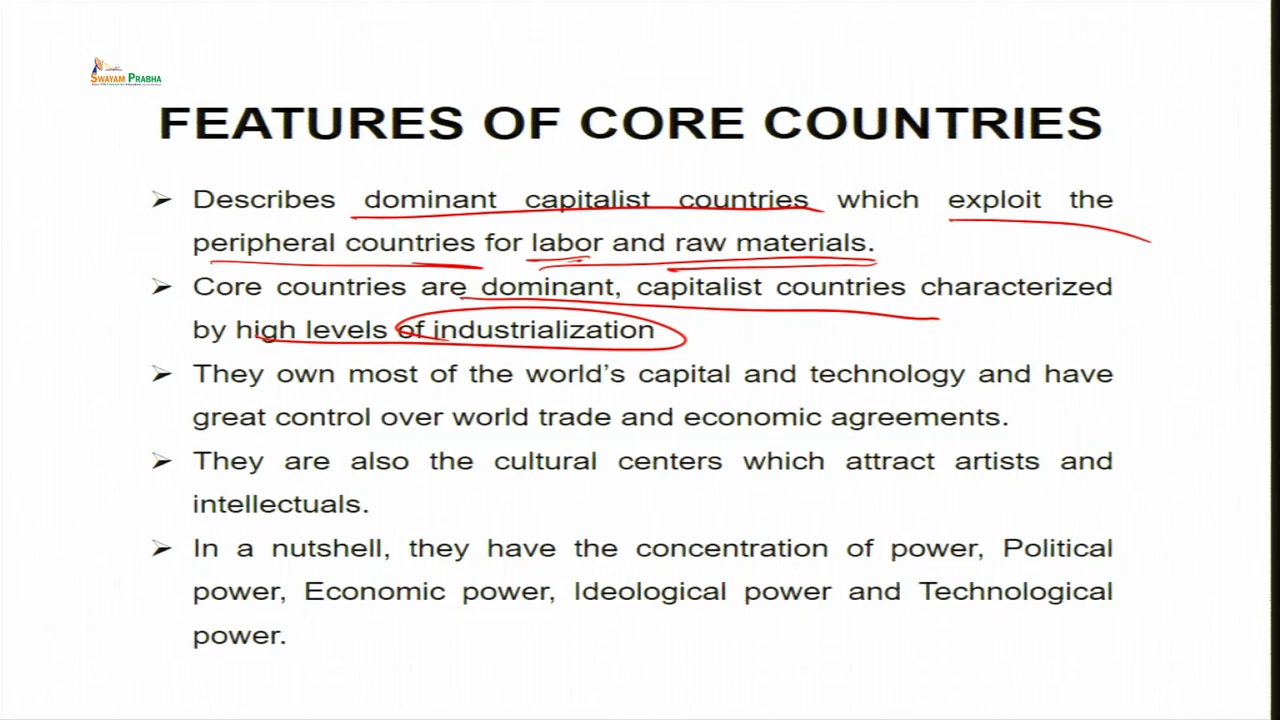 SWAYAM PRABHA
FEATURES OF CORE COUNTRIES
➢ Describes dominant capitalist countries which exploit the
peripheral countries for labor and raw materials.
➢ Core countries are dominant, capitalist countries characterized
by high levels of industrialization
➢ They own most of the world's capital and technology and have
great control over world trade and economic agreements.
➢ They are also the cultural centers which attract artists and
intellectuals.
➢ In a nutshell, they have the concentration of power, Political
power, Economic power, Ideological power and Technological
power.